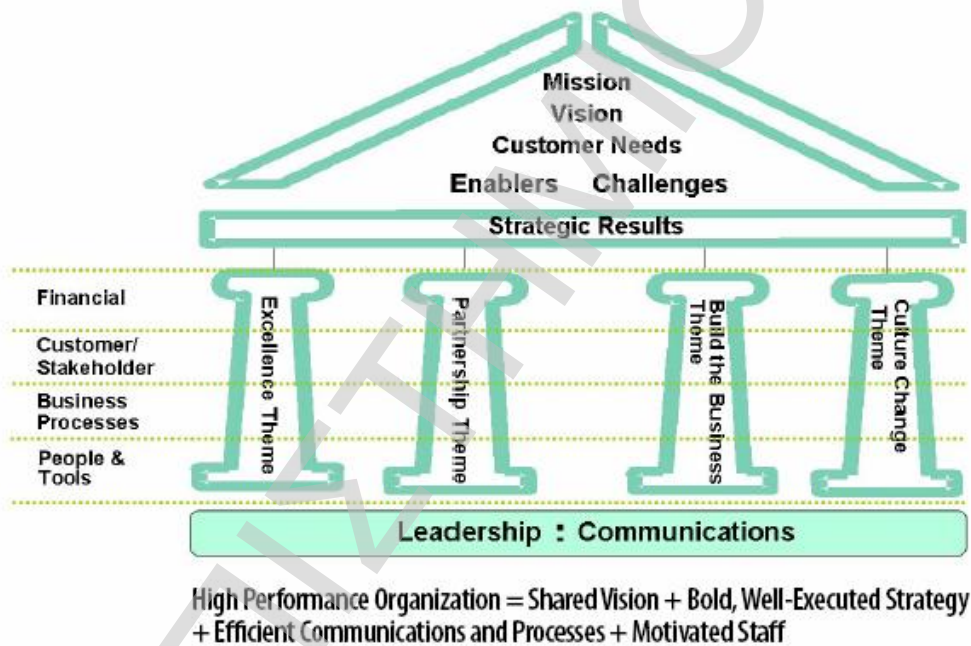 Mission
Vision
Customer Needs
Enablers Challenges
Strategic Results
Financial
Customer/
Stakeholder
Business
Processes
People &
Tools
Excellence Theme
Partnership Theme
Build the Business
Theme
Culture Change
Theme
Leadership : Communications
High Performance Organization = Shared Vision + Bold, Well-Executed Strategy
+ Efficient Communications and Processes + Motivated Staff